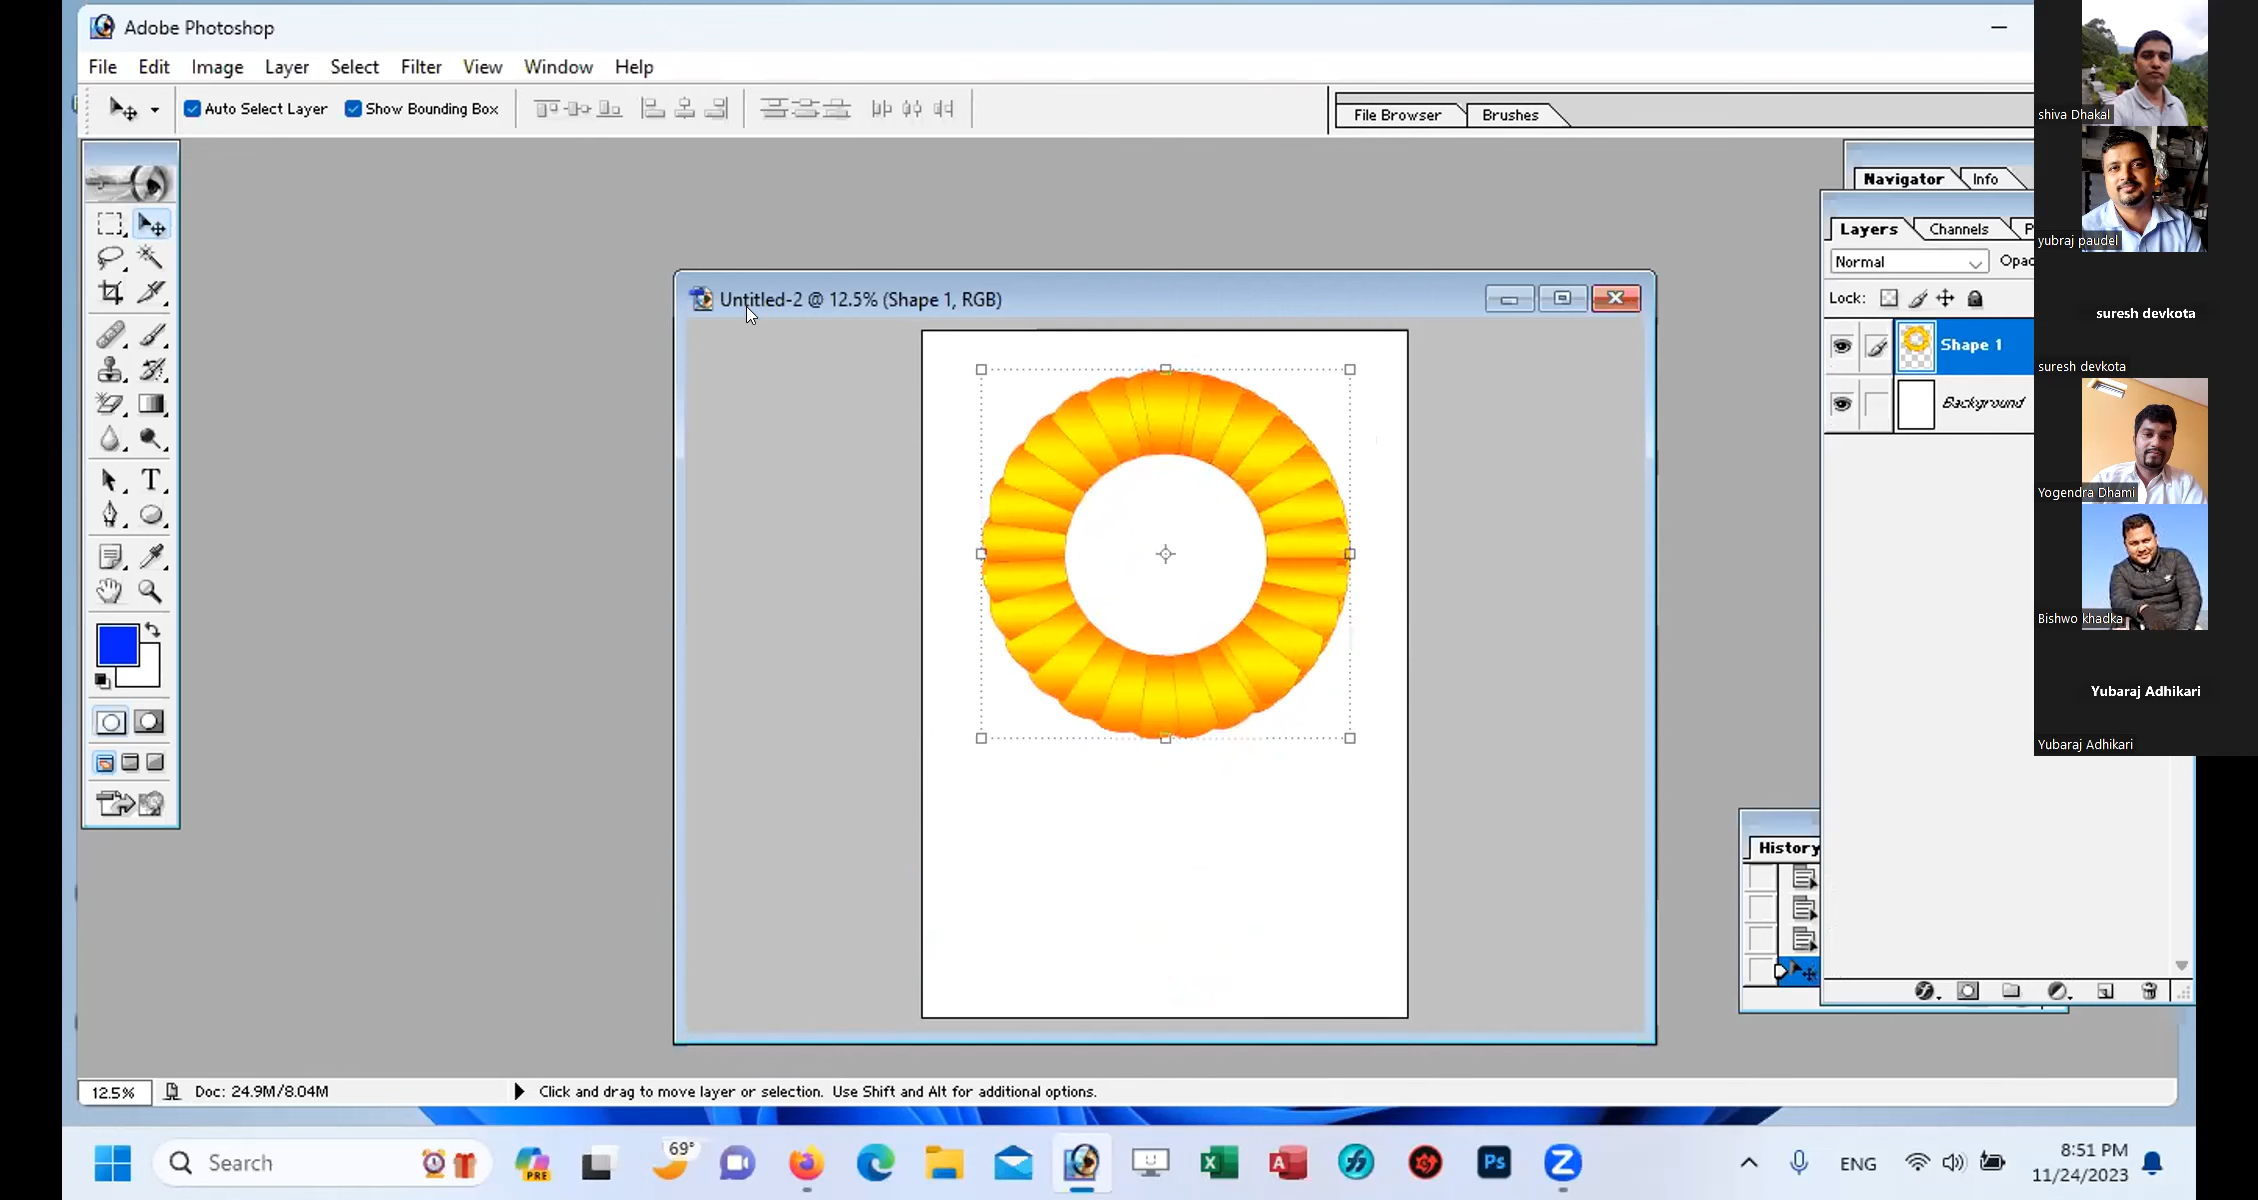 Adobe Photoshop
File Edit Image Layer Select Filter View Window Help
Auto Select Layer Show Bounding Box
File Browser Brushes
Navigator Info
Layers Channels
Normal
Lock:
Shape 1
Background
Untitled-2 @ 12.5% (Shape 1, RGB)
T
History
12.5% Doc: 24.9M/8.04M Click and drag to move layer or selection. Use Shift and Alt for additional options.
shiva Dhakal
yubraj paudel
suresh devkota
suresh devkota
Yogendra Dhami
Bishwo khadka
Yubaraj Adhikari
Yubaraj Adhikari
Search
PRE
69°
X
A
Ps
Z
ENG
8:51 PM
11/24/2023